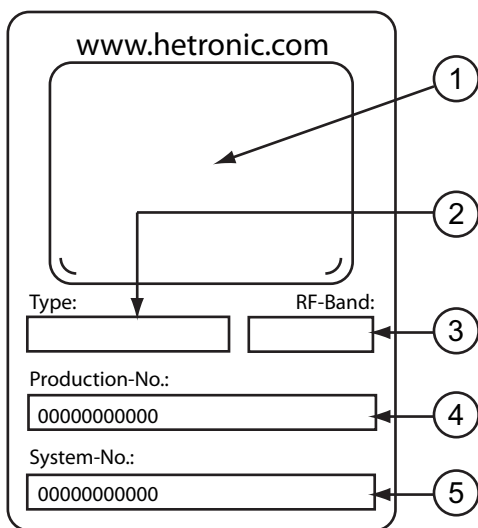 www.hetronic.com
1
2
Type: RF-Band:
3
Production-No.:
00000000000
4
System-No.:
00000000000
5